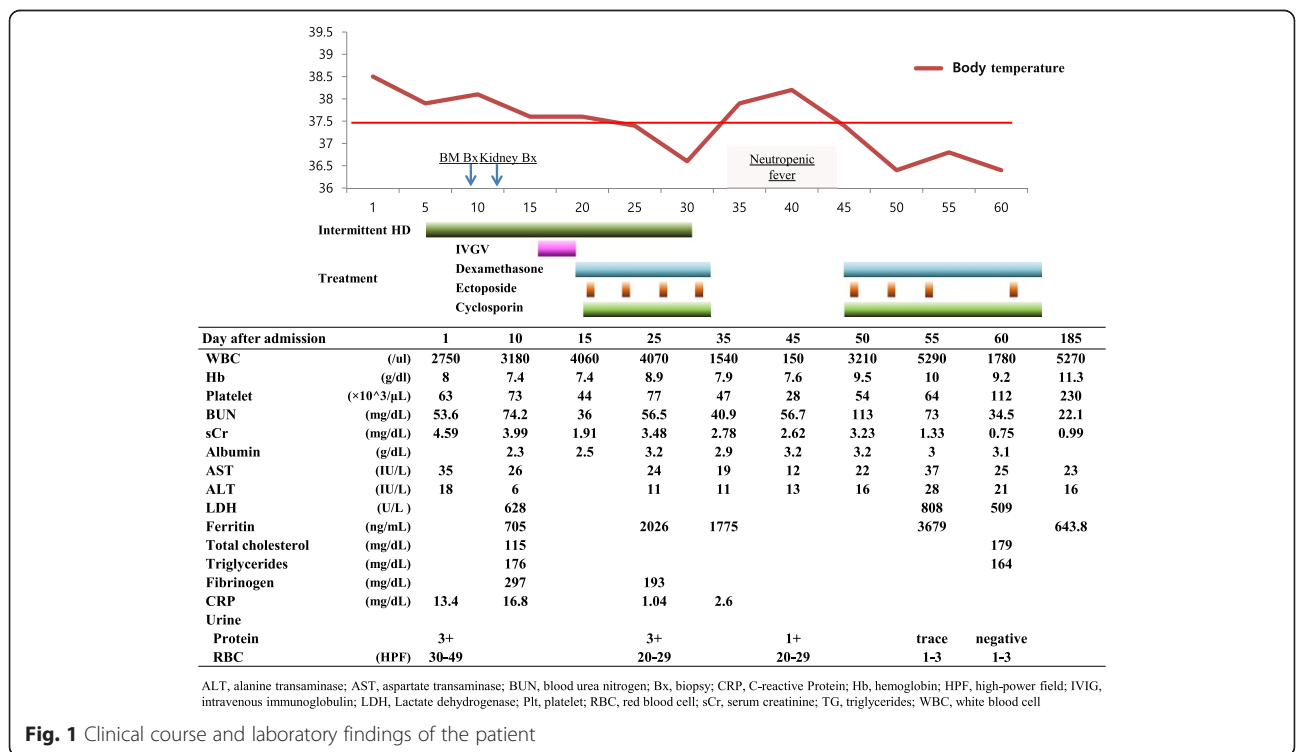 39.5
39
38.5
38
37.5
37
36.5
36
Body temperature
BM Bx Kidney Bx
Neutropenic
fever
1 5 10 15 20 25 30 35 40 45 50 55 60
Intermittent HD
IVGV
Treatment
Dexamethasone
Ectoposide
Cyclosporin
Day after admission 1 10 15 25 35 45 50 55 60 185
WBC (/ul) 2750 3180 4060 4070 1540 150 3210 5290 1780 5270
Hb (g/dl) 8 7.4 7.4 8.9 7.9 7.6 9.5 10 9.2 11.3
Platelet (×10^3/μL) 63 73 44 77 47 28 54 64 112 230
BUN (mg/dL) 53.6 74.2 36 56.5 40.9 56.7 113 73 34.5 22.1
sCr (mg/dL) 4.59 3.99 1.91 3.48 2.78 2.62 3.23 1.33 0.75 0.99
Albumin (g/dL) 2.3 2.5 3.2 2.9 3.2 3.2 3 3.1
AST (IU/L) 35 26 24 19 12 22 37 25 23
ALT (IU/L) 18 6 11 11 13 16 28 21 16
LDH (U/L ) 628 808 509
Ferritin (ng/mL) 705 2026 1775 3679 643.8
Total cholesterol (mg/dL) 115 179
Triglycerides (mg/dL) 176 164
Fibrinogen (mg/dL) 297 193
CRP (mg/dL) 13.4 16.8 1.04 2.6
Urine
Protein 3+ 3+ 1+ trace negative
RBC (HPF) 30-49 20-29 20-29 1-3 1-3
ALT, alanine transaminase; AST, aspartate transaminase; BUN, blood urea nitrogen; Bx, biopsy; CRP, C-reactive Protein; Hb, hemoglobin; HPF, high-power field; IVIG,
intravenous immunoglobulin; LDH, Lactate dehydrogenase; Plt, platelet; RBC, red blood cell; sCr, serum creatinine; TG, triglycerides; WBC, white blood cell
Fig. 1 Clinical course and laboratory findings of the patient